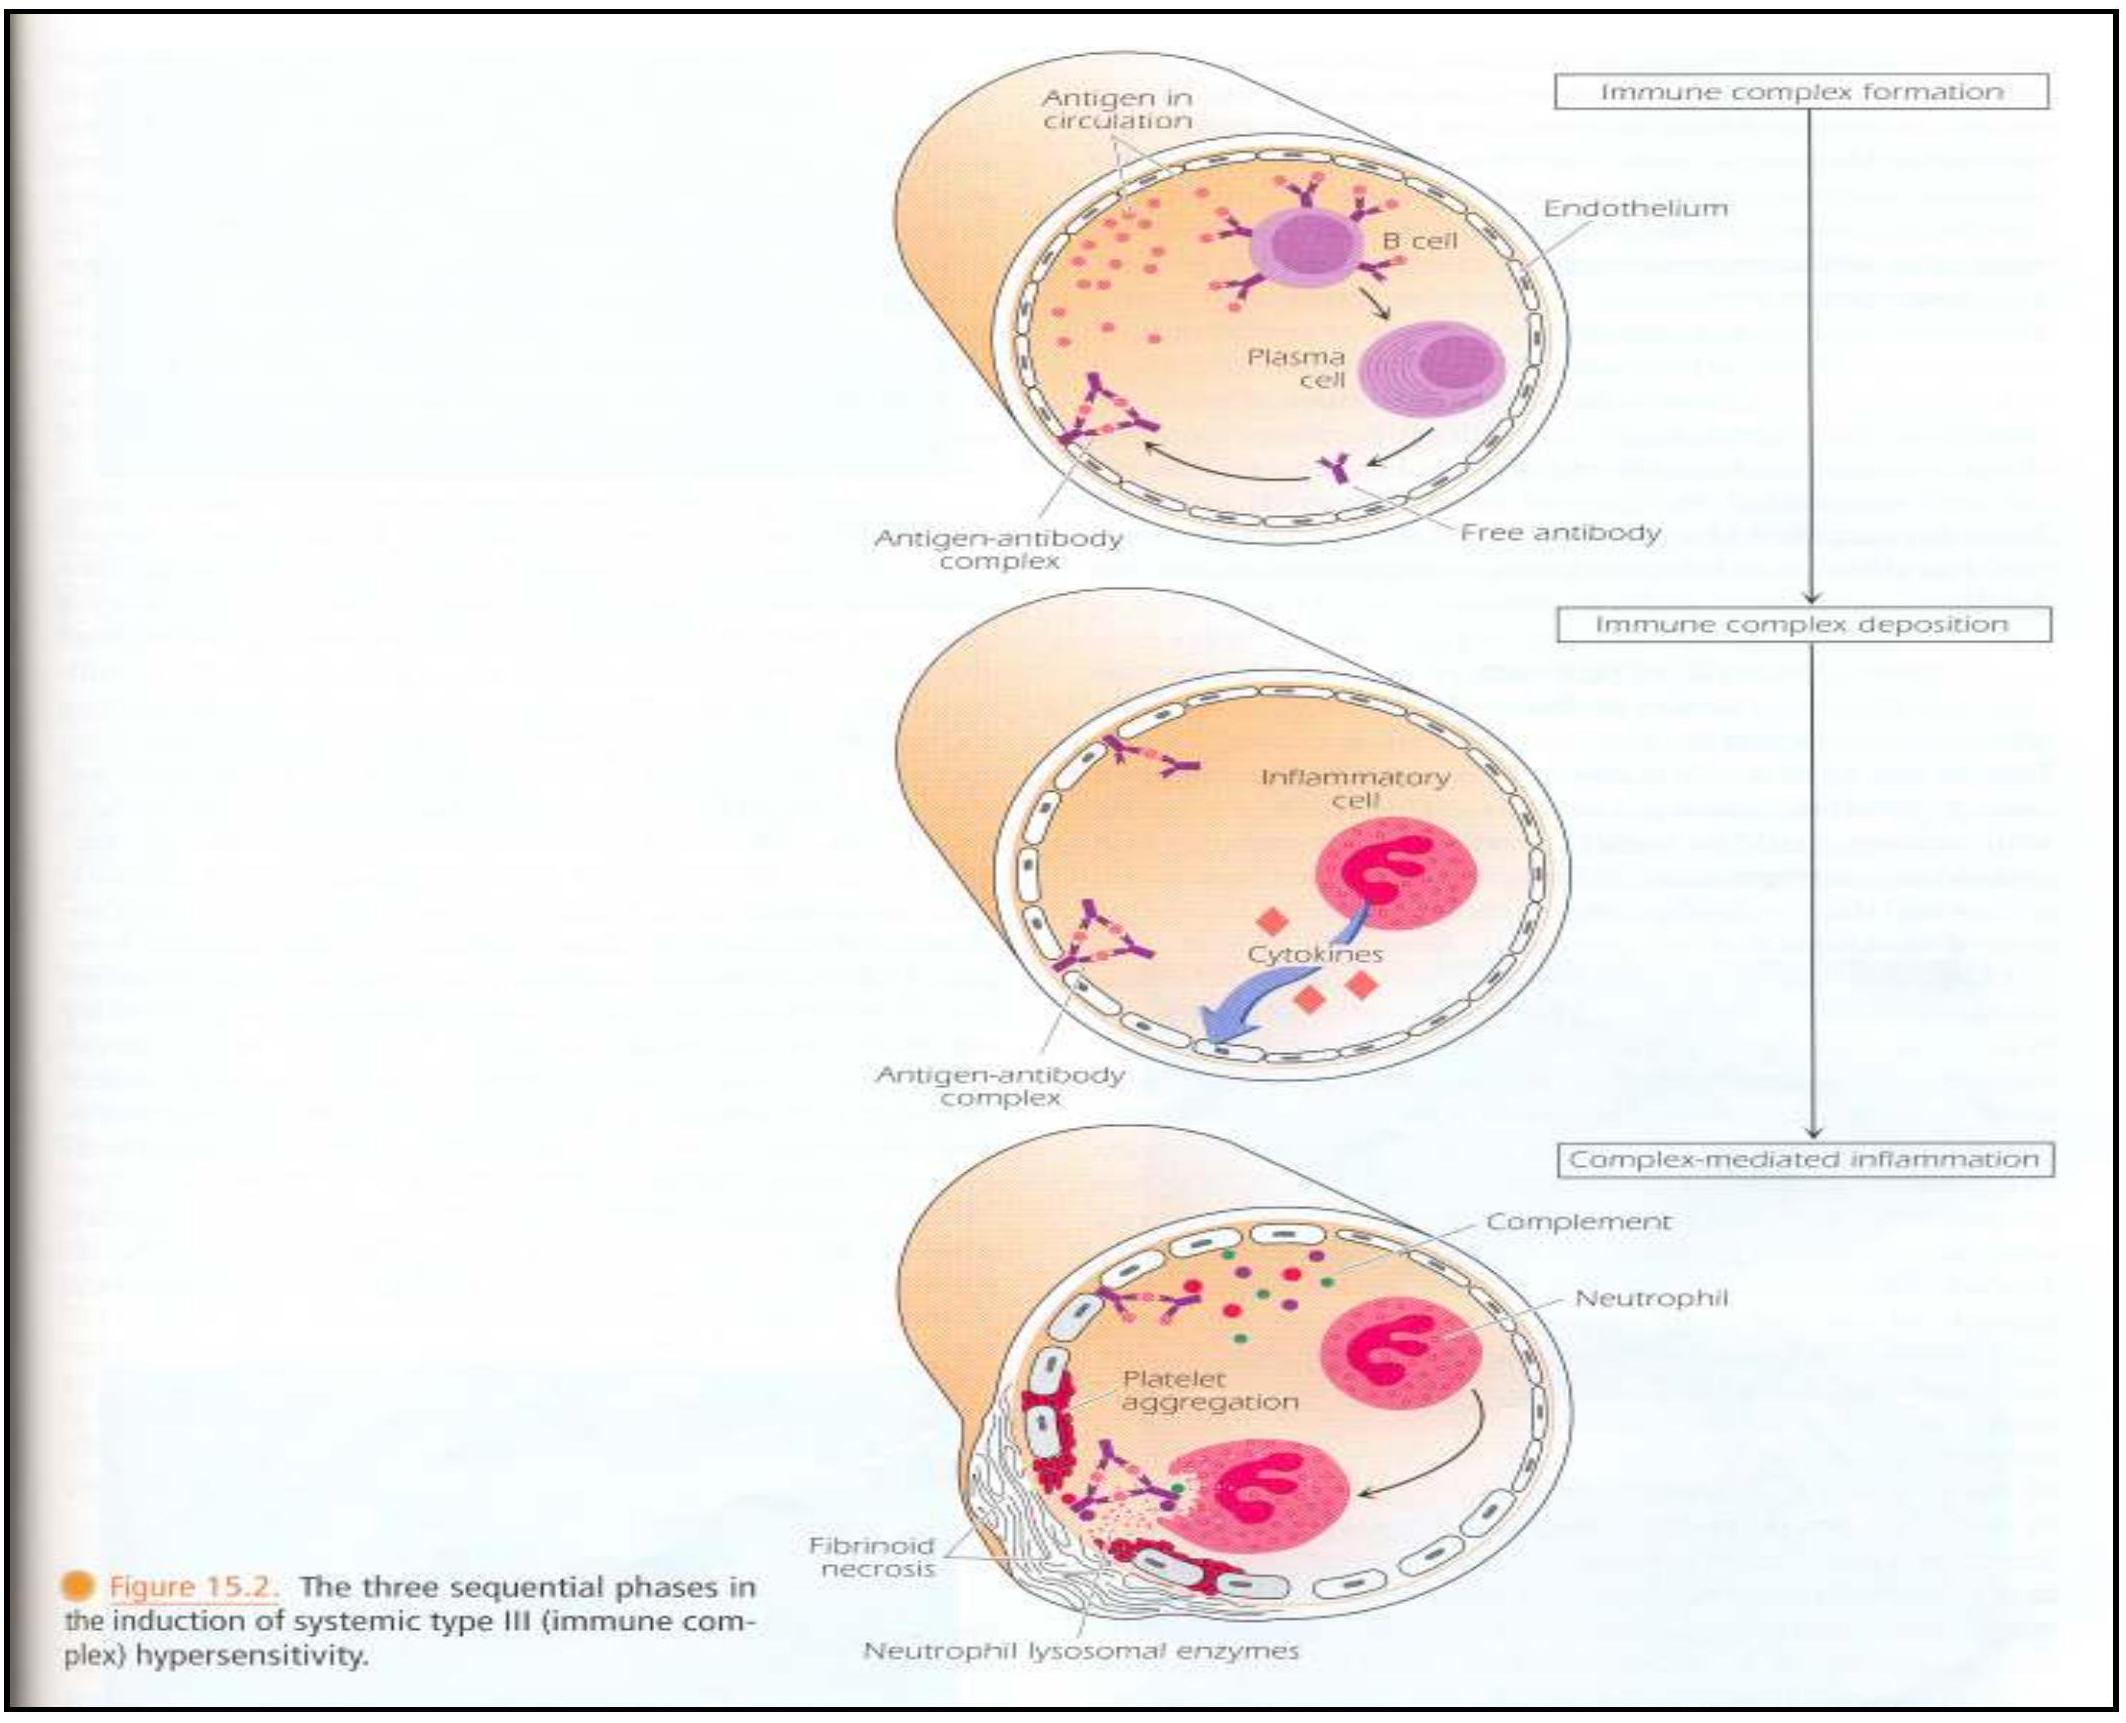 Antigen in
circulation
Immune complex formation
Endothelium
B cell
Plasma
cell
Antigen-antibody
complex
Free antibody
Immune complex deposition
Inflammatory
cell
Cytokines
Antigen-antibody
complex
Complex-mediated inflammation
Complement
Neutrophil
Platelet
aggregation
Fibrinoid
necrosis
Neutrophil lysosomal enzymes
Figure 15.2. The three sequential phases in
the induction of systemic type III (immune com-
plex) hypersensitivity.